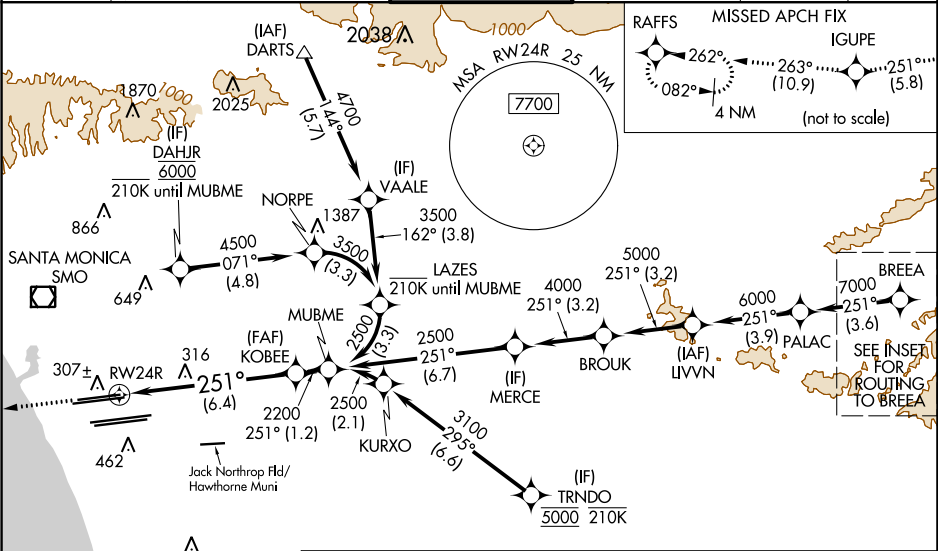 MISSED APCH FIX
RAFFS
IGUPE
262°
082°
4 NM
263°
(10.9)
251°
(5.8)
(not to scale)
(IAF)
DARTS
2038
1000
MSA RW24R 25 NM
7700
1870
1000
2025
4700
144°
(5.7)
(IF)
DAHJR
6000
210K until MUBME
(IF)
VAALE
NORPE
1387
3500
162° (3.8)
866
4500
071°
(4.8)
3500
(3.3)
SANTA MONICA
SMO
649
LAZES
210K until MUBME
5000
251° (3.2)
4000
251° (3.2)
BREEA
7000
251°
(3.6)
6000
251°
(3.9)
PALAC
MUBME
2500
(3.3)
2500
251°
(6.7)
BROUK
(IAF)
LIVVN
SEE INSET
FOR
ROUTING
TO BREEA
(FAF)
KOBEE
316
307±
RW24R
251°
(6.4)
(IF)
MERCE
2200
251° (1.2)
2500
(2.1)
KURXO
3100
295°
(6.6)
462
Jack Northrop Fld/
Hawthorne Muni
(IF)
TRNDO
5000 210K